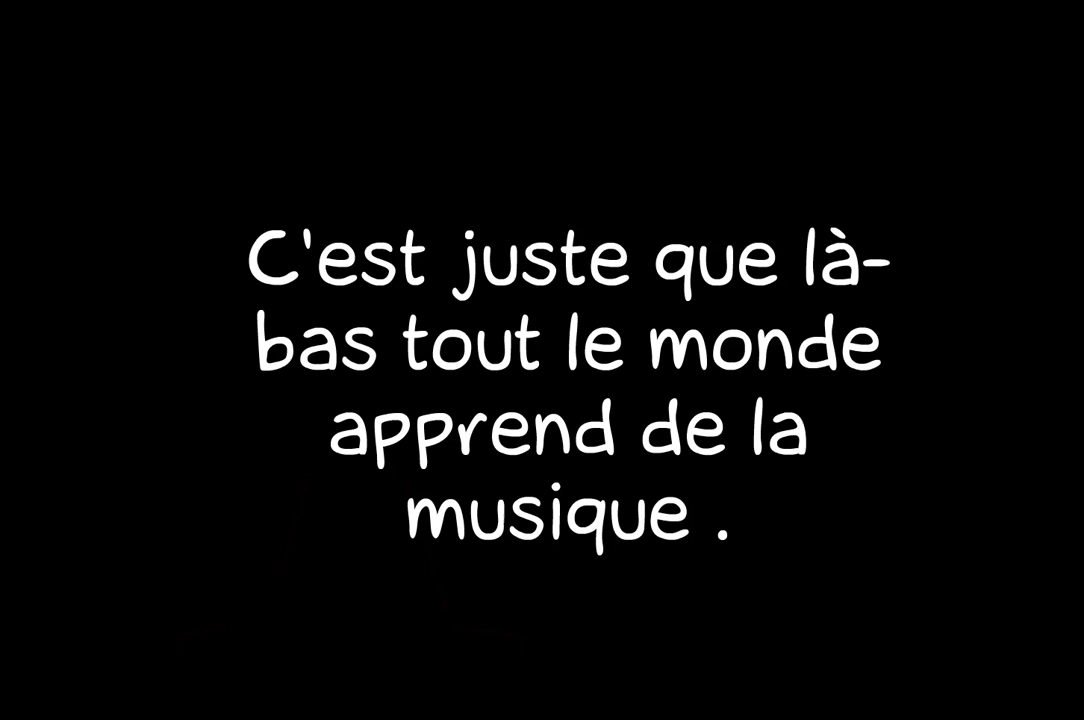 C'est juste que là-
bas tout le monde
apprend de la
musique .